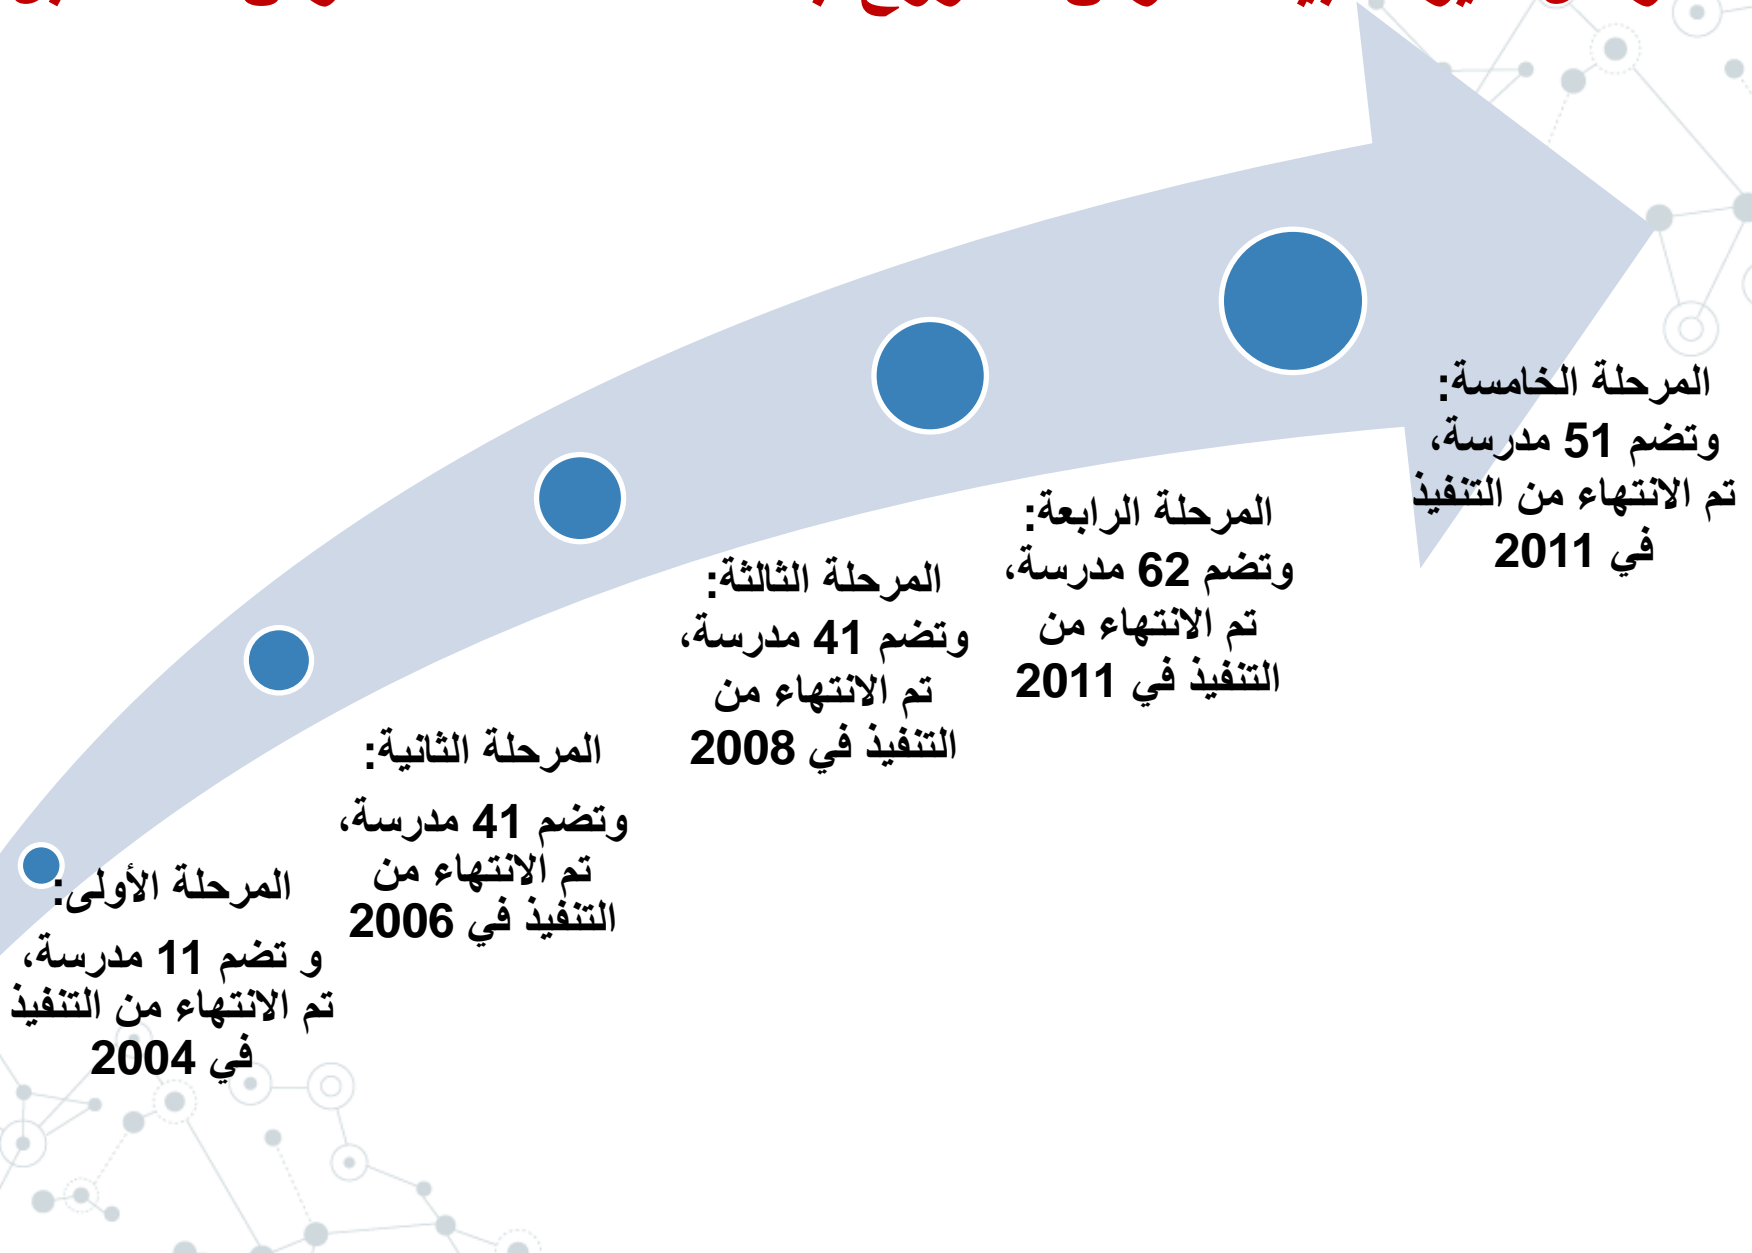 المرحلة الأولى:
و تضم 11 مدرسة،
تم الانتهاء من التنفيذ
في 2004
المرحلة الثانية:
وتضم 41 مدرسة،
تم الانتهاء من
التنفيذ في 2006
المرحلة الثالثة:
وتضم 41 مدرسة،
تم الانتهاء من
التنفيذ في 2008
المرحلة الرابعة:
وتضم 62 مدرسة،
تم الانتهاء من
التنفيذ في 2011
المرحلة الخامسة:
وتضم 51 مدرسة،
تم الانتهاء من التنفيذ
في 2011